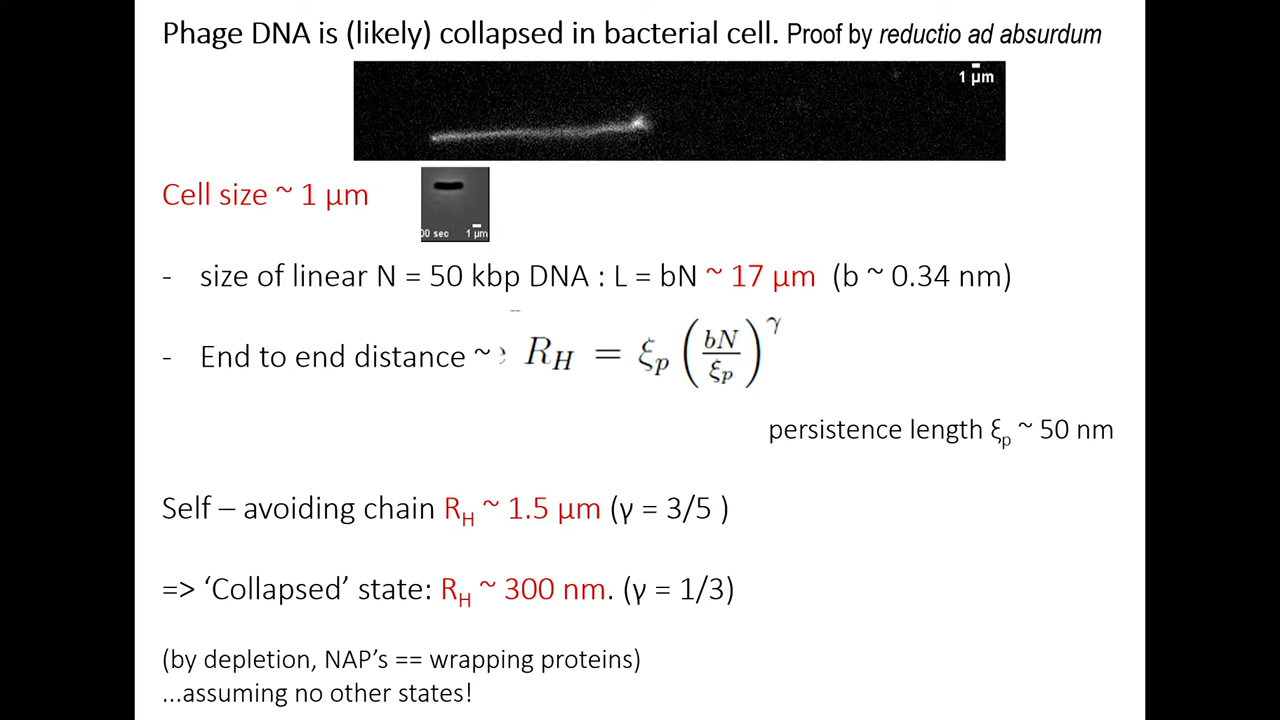 Phage DNA is (likely) collapsed in bacterial cell. Proof by reductio ad absurdum
1 μm
Cell size ~ 1 μm
00 sec 1 μm
- size of linear N = 50 kbp DNA : L = bN ~ 17 μm (b ~ 0.34 nm)
- End to end distance ~ R_H = ξ_p (bN/ξ_p)^γ
persistence length ξ_p ~ 50 nm
Self – avoiding chain R_H ~ 1.5 μm (γ = 3/5 )
=> ‘Collapsed’ state: R_H ~ 300 nm. (γ = 1/3)
(by depletion, NAP’s == wrapping proteins)
...assuming no other states!